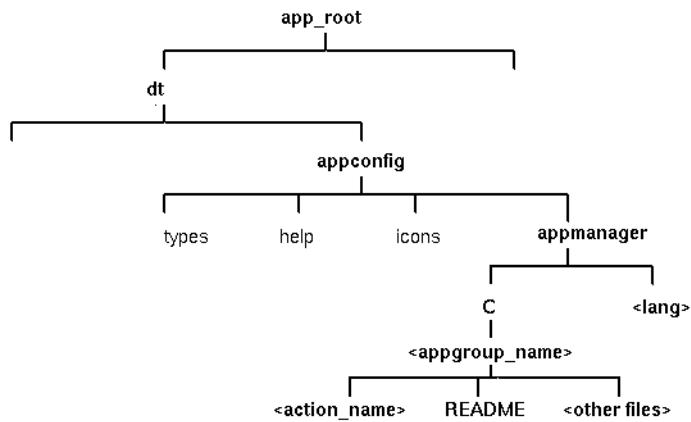 app_root
dt
appconfig
types help icons appmanager
C <lang>
<appgroup_name>
<action_name> README <other files>